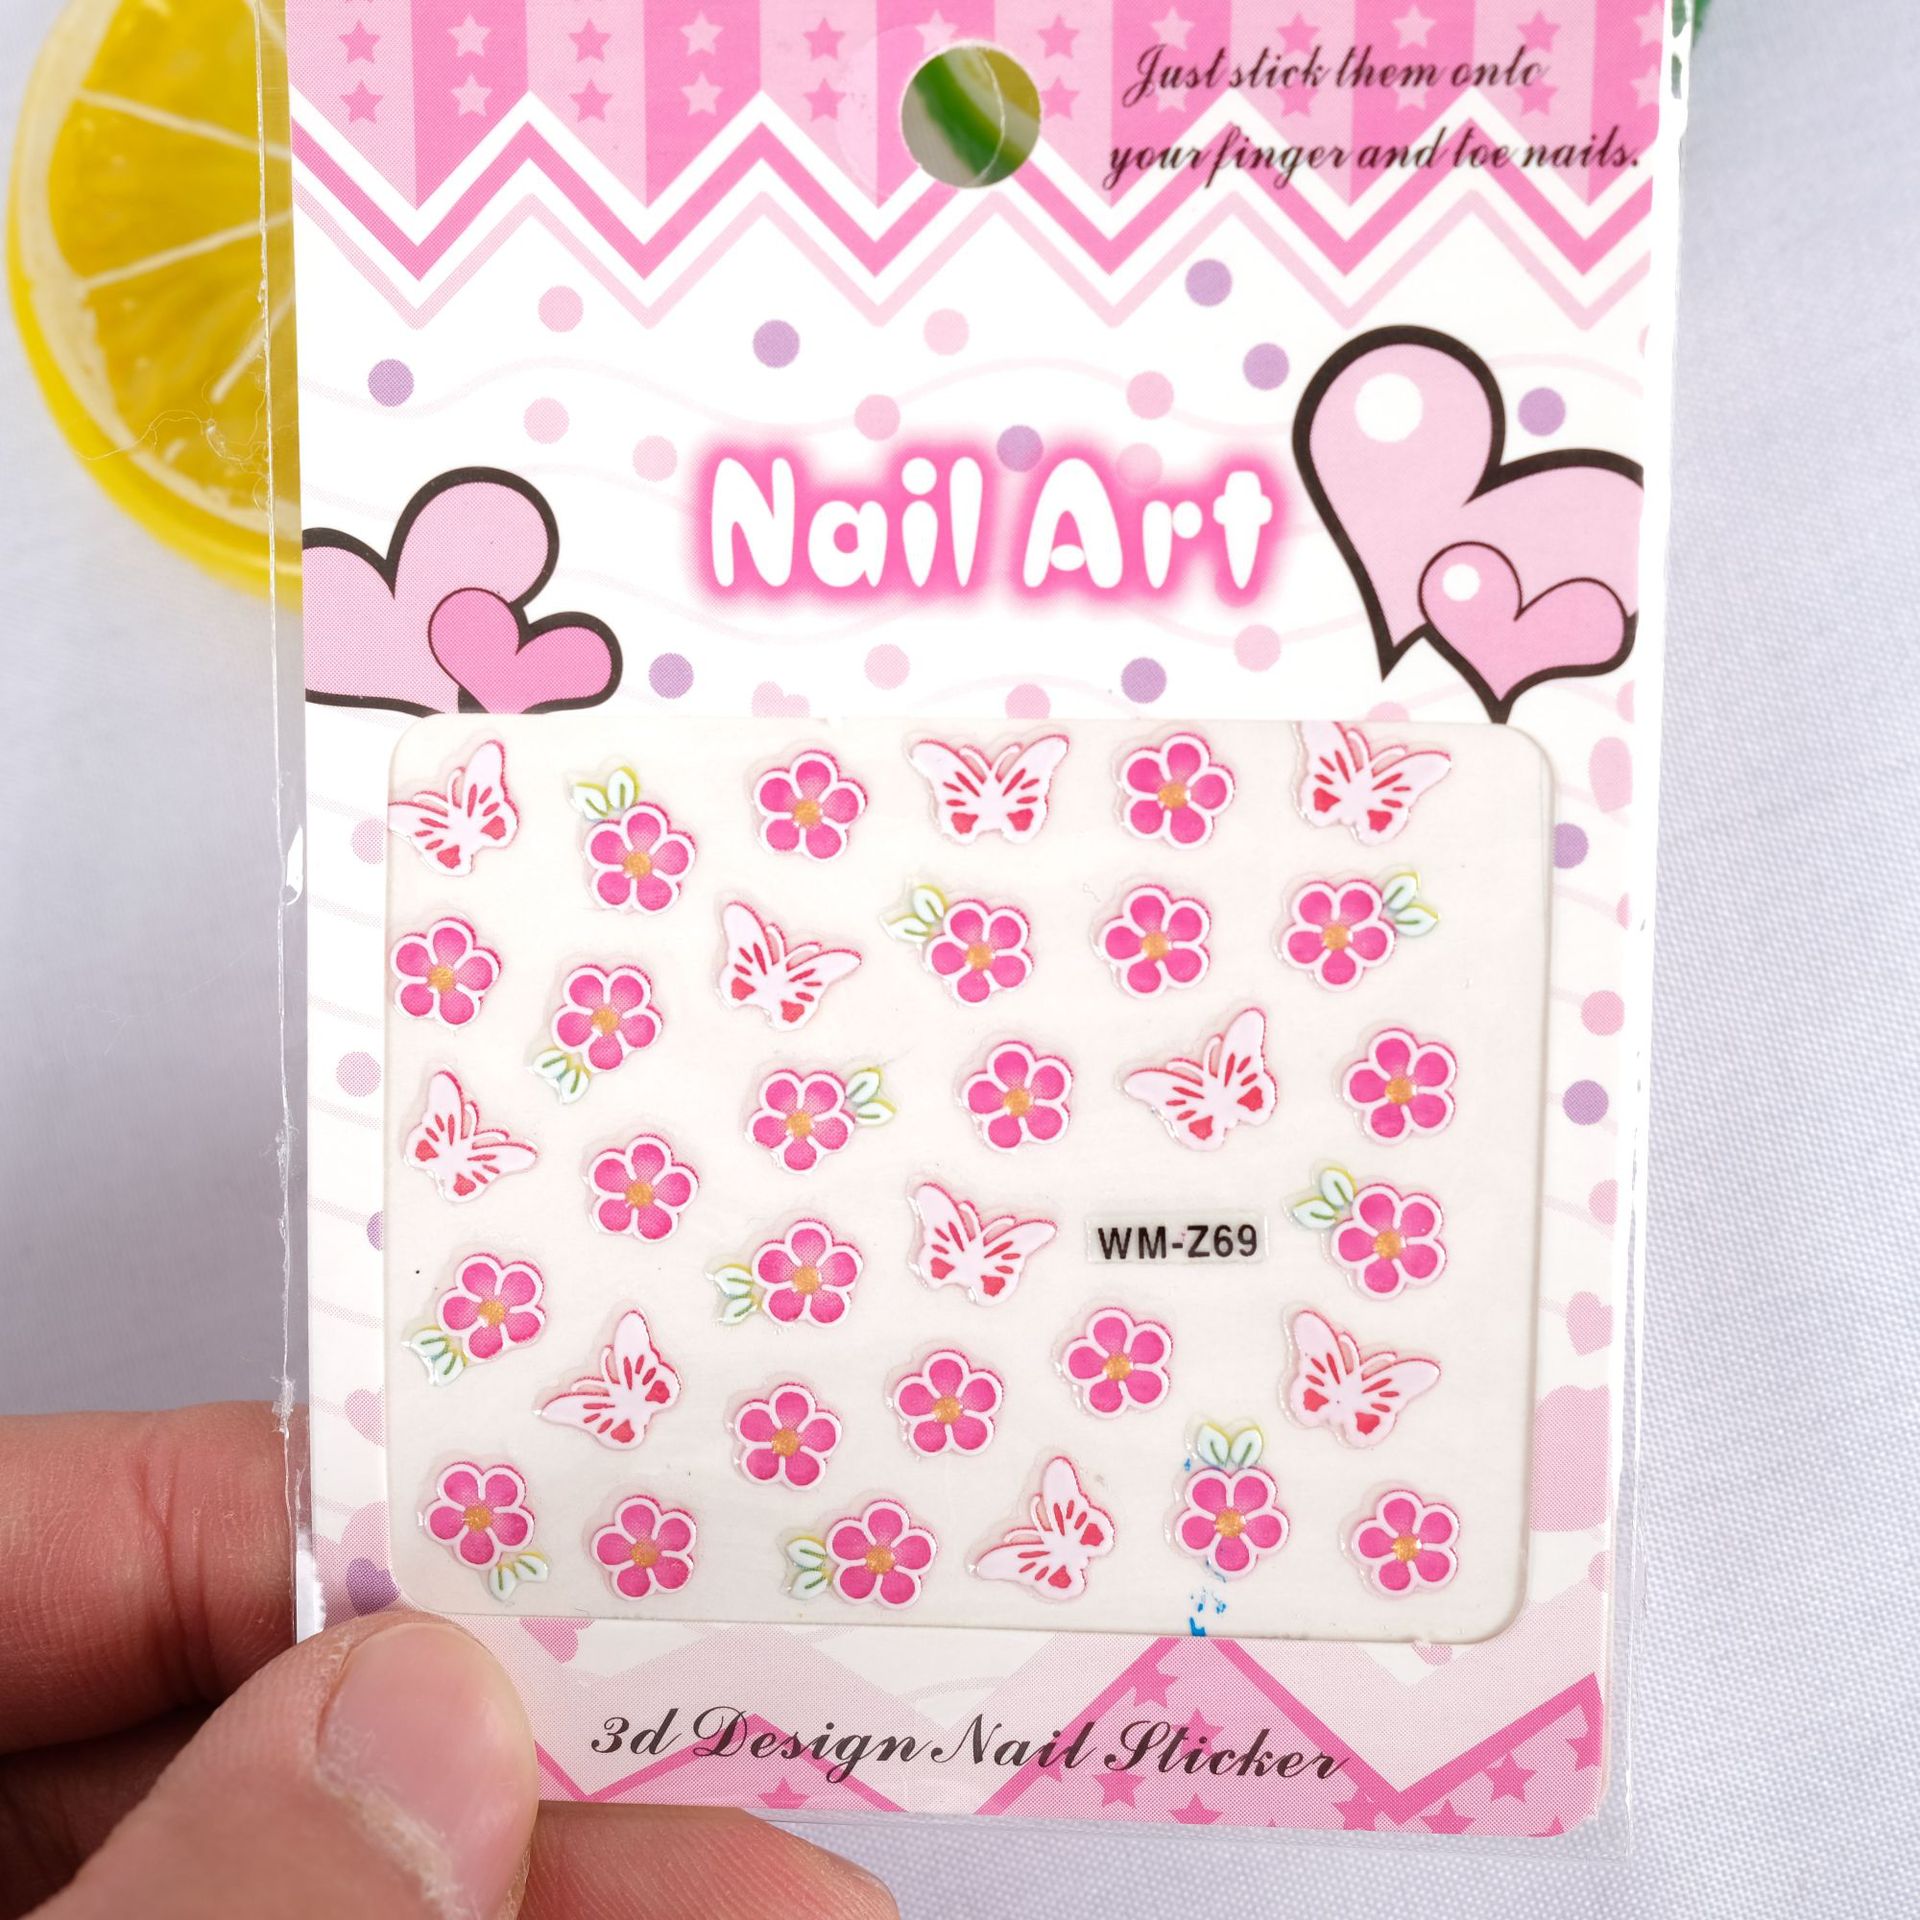 Just stick them onto
your finger and toe nails.
Nail Art
WM-Z69
3d Design Nail Sticker